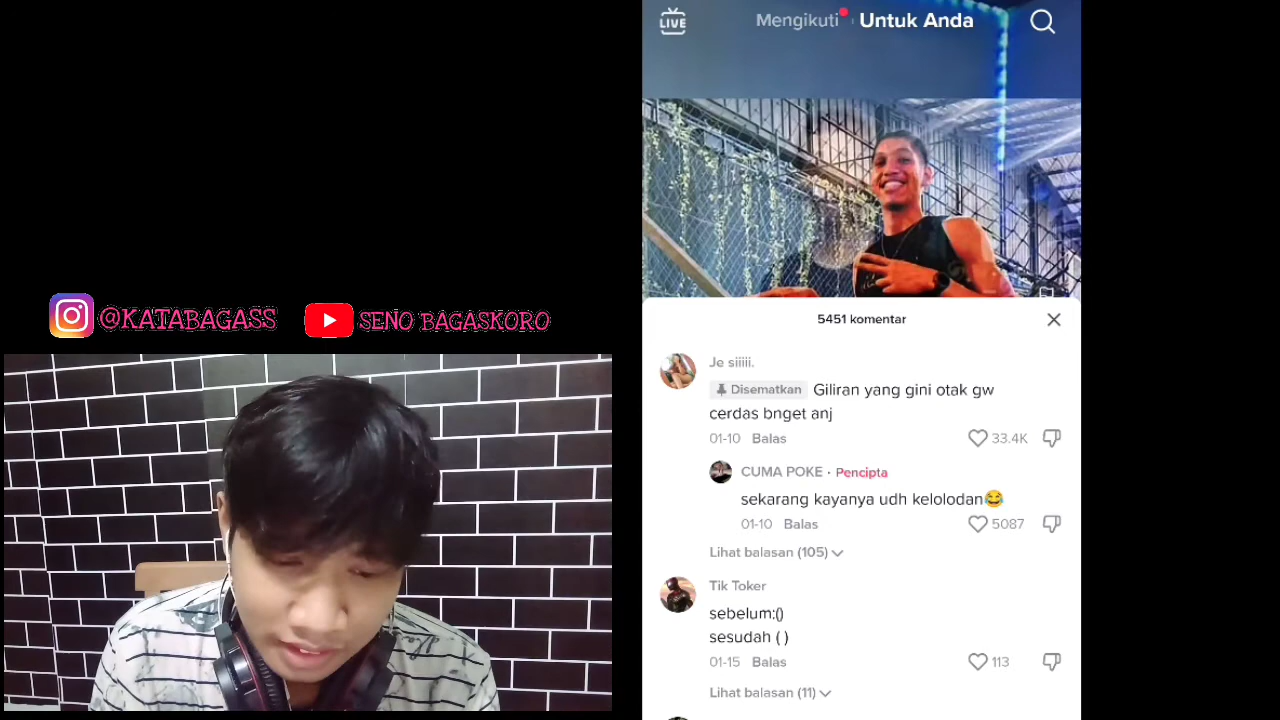 LIVE
Mengikuti
Untuk Anda
@KATABAGASS
SENO BAGASKORO
5451 komentar
Je siiiii.
Disematkan Giliran yang gini otak gw
cerdas bnget anj
01-10 Balas 33.4K
CUMA POKE · Pencipta
sekarang kayanya udh kelolodan😂
01-10 Balas 5087
Lihat balasan (105)
Tik Toker
sebelum:()
sesudah ( )
01-15 Balas 113
Lihat balasan (11)